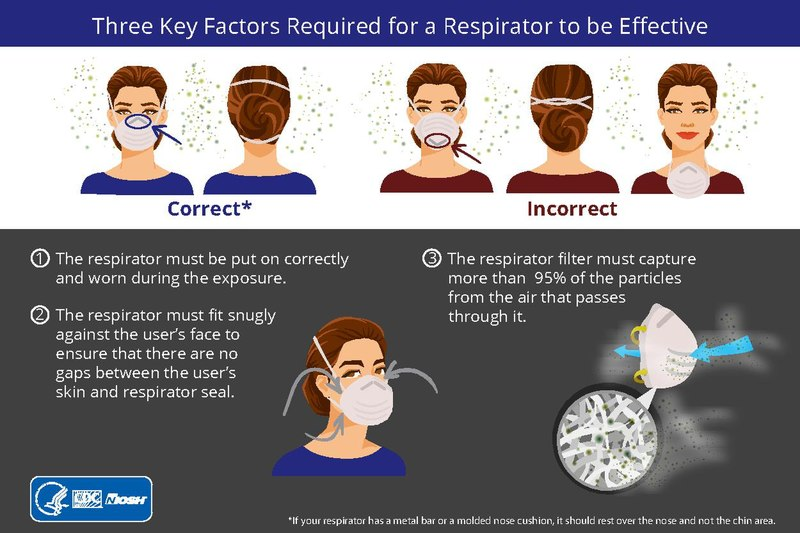 Three Key Factors Required for a Respirator to be Effective
Correct*
Incorrect
1 The respirator must be put on correctly
and worn during the exposure.
2 The respirator must fit snugly
against the user's face to
ensure that there are no
gaps between the user's
skin and respirator seal.
3 The respirator filter must capture
more than 95% of the particles
from the air that passes
through it.
CDC
NIOSH
*If your respirator has a metal bar or a molded nose cushion, it should rest over the nose and not the chin area.